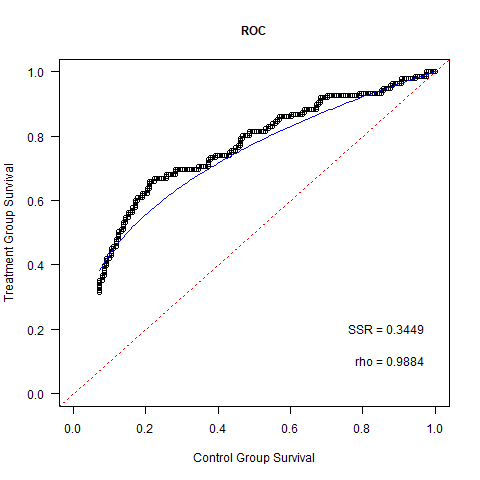 ROC
Treatment Group Survival
1.0
0.8
0.6
0.4
0.2
0.0
SSR = 0.3449
rho = 0.9884
0.0 0.2 0.4 0.6 0.8 1.0
Control Group Survival